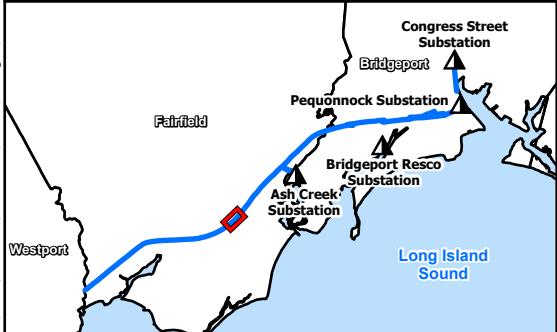 Congress Street
Substation
Bridgeport
Pequonnock Substation
Fairfield
Bridgeport Resco
Substation
Ash Creek
Substation
Westport
Long Island
Sound